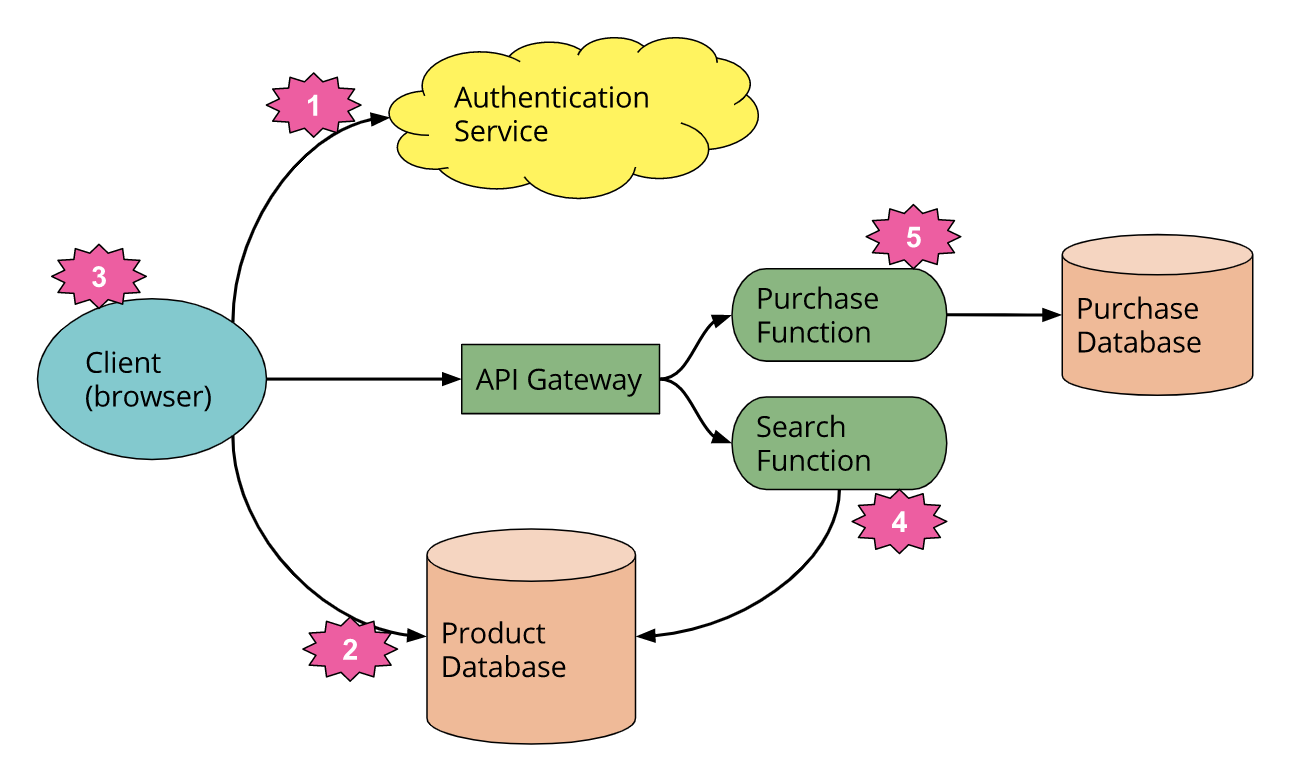 1
Authentication
Service
3
Client
(browser)
API Gateway
5
Purchase
Function
Purchase
Database
Search
Function
4
2
Product
Database